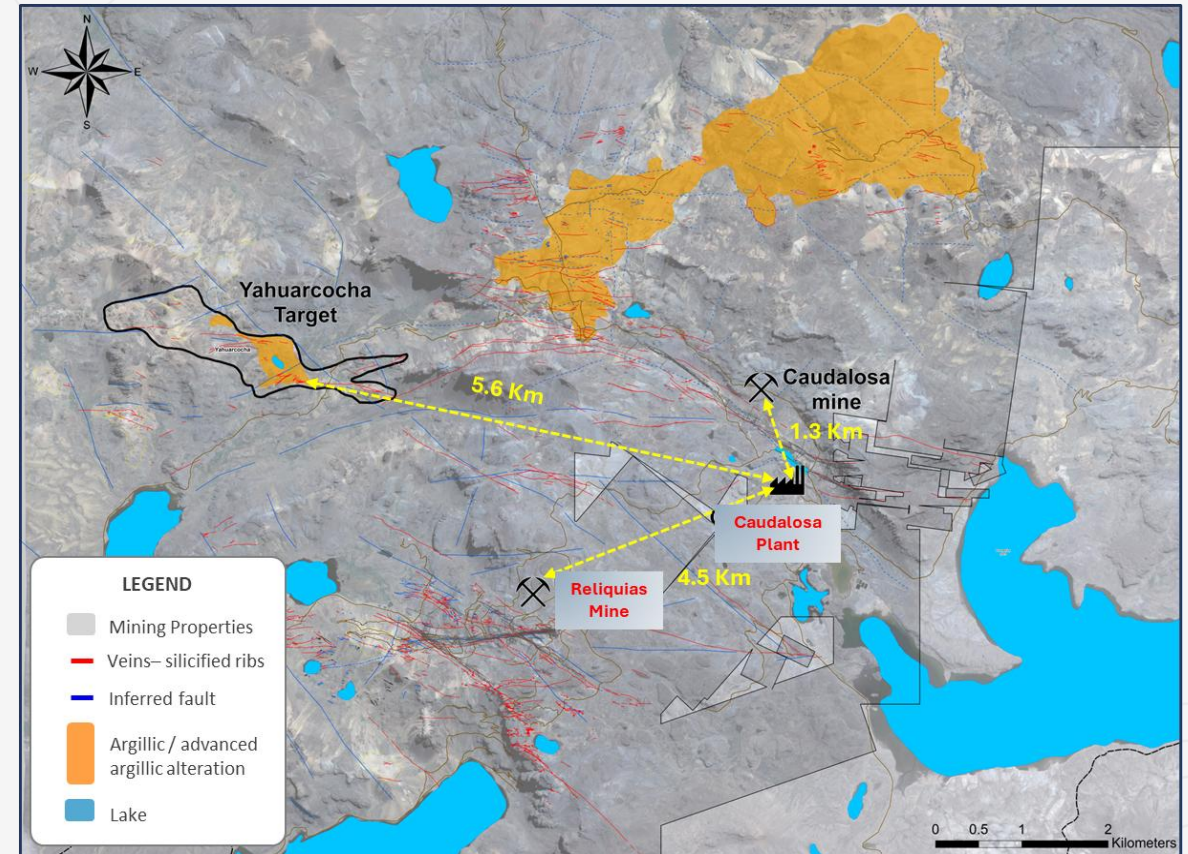 N
W
E
S
Yahuarcocha
Target
Yahuarcocha
5.6 Km
Caudalosa
mine
1.3 Km
Caudalosa
Plant
4.5 Km
Reliquias
Mine
LEGEND
Mining Properties
Veins– silicified ribs
Inferred fault
Argillic / advanced
argillic alteration
Lake
0 0.5 1 2
Kilometers